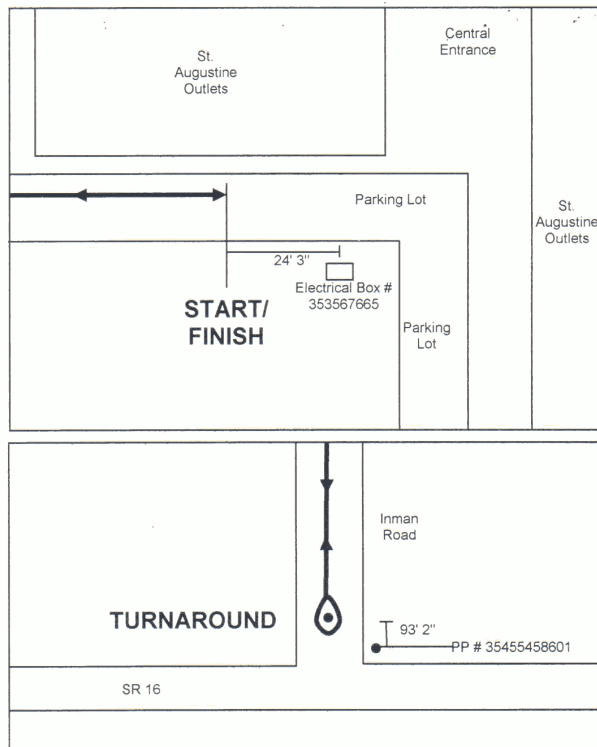 St.
Augustine
Outlets
Central
Entrance
Parking Lot
St.
Augustine
Outlets
24' 3"
Electrical Box #
353567665
START/
FINISH
Parking
Lot
Inman
Road
TURNAROUND
93' 2"
PP # 35455458601
SR 16